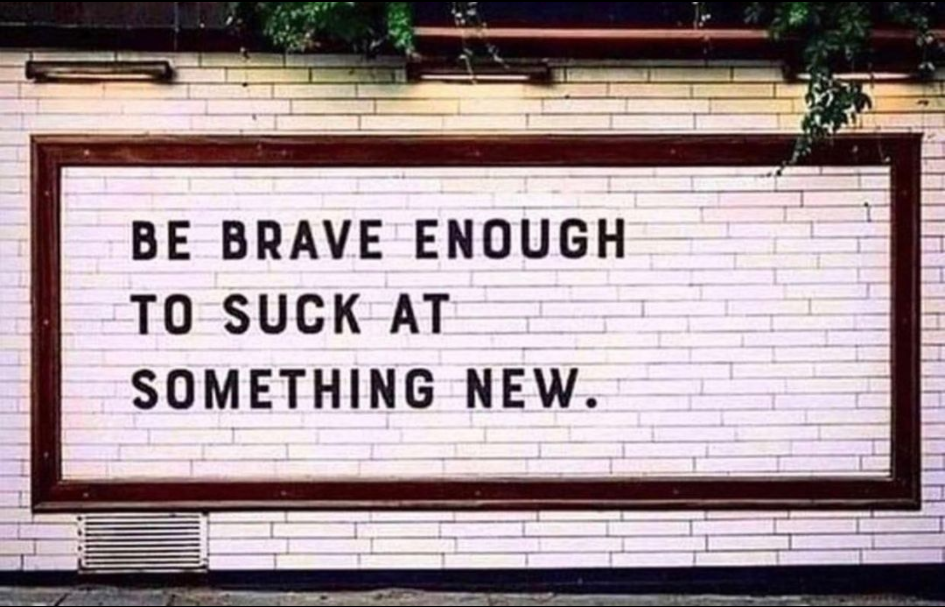 BE BRAVE ENOUGH
TO SUCK AT
SOMETHING NEW.